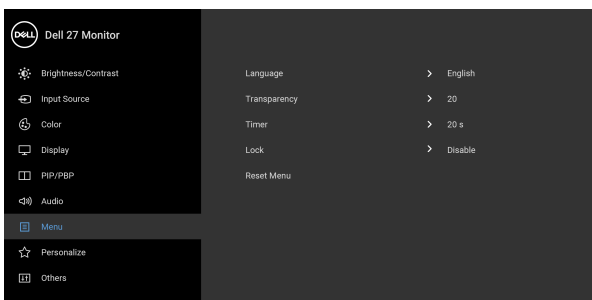 DELL Dell 27 Monitor
Brightness/Contrast
Input Source
Color
Display
PIP/PBP
Audio
Menu
Personalize
Others
Language > English
Transparency > 20
Timer > 20 s
Lock > Disable
Reset Menu